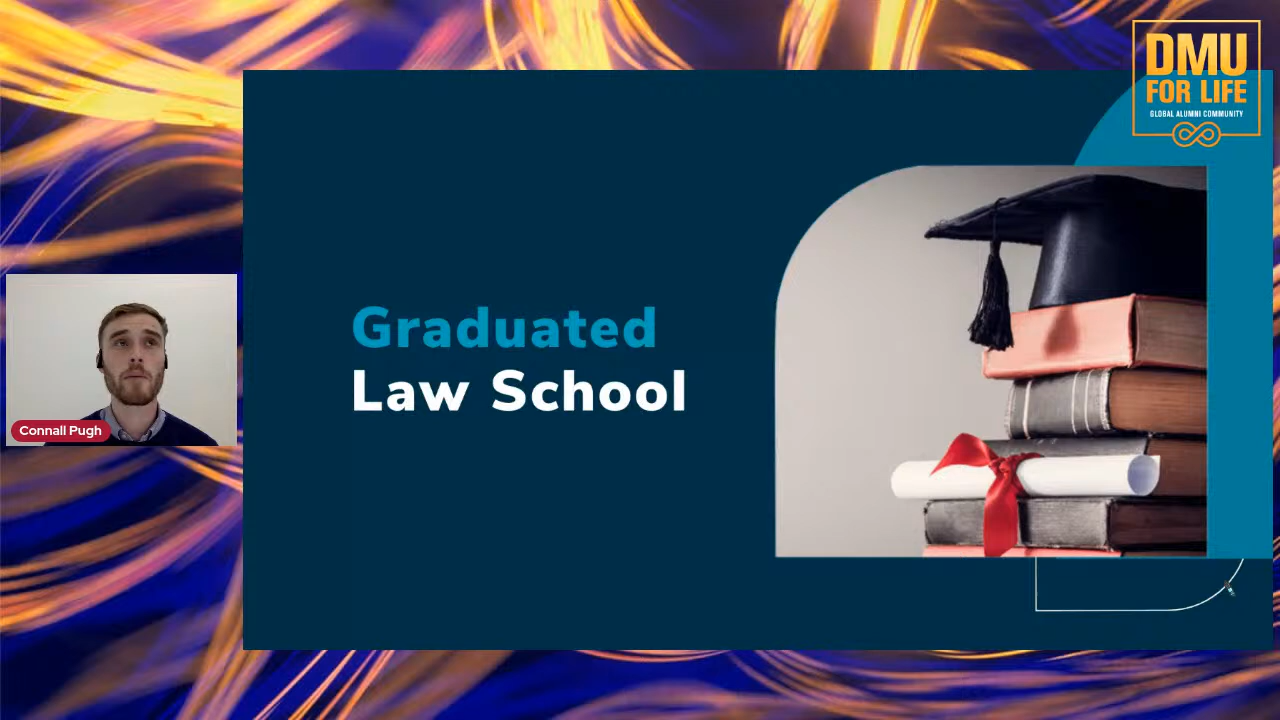 DMU
FOR LIFE
GLOBAL ALUMNI COMMUNITY
Graduated
Law School
Connall Pugh